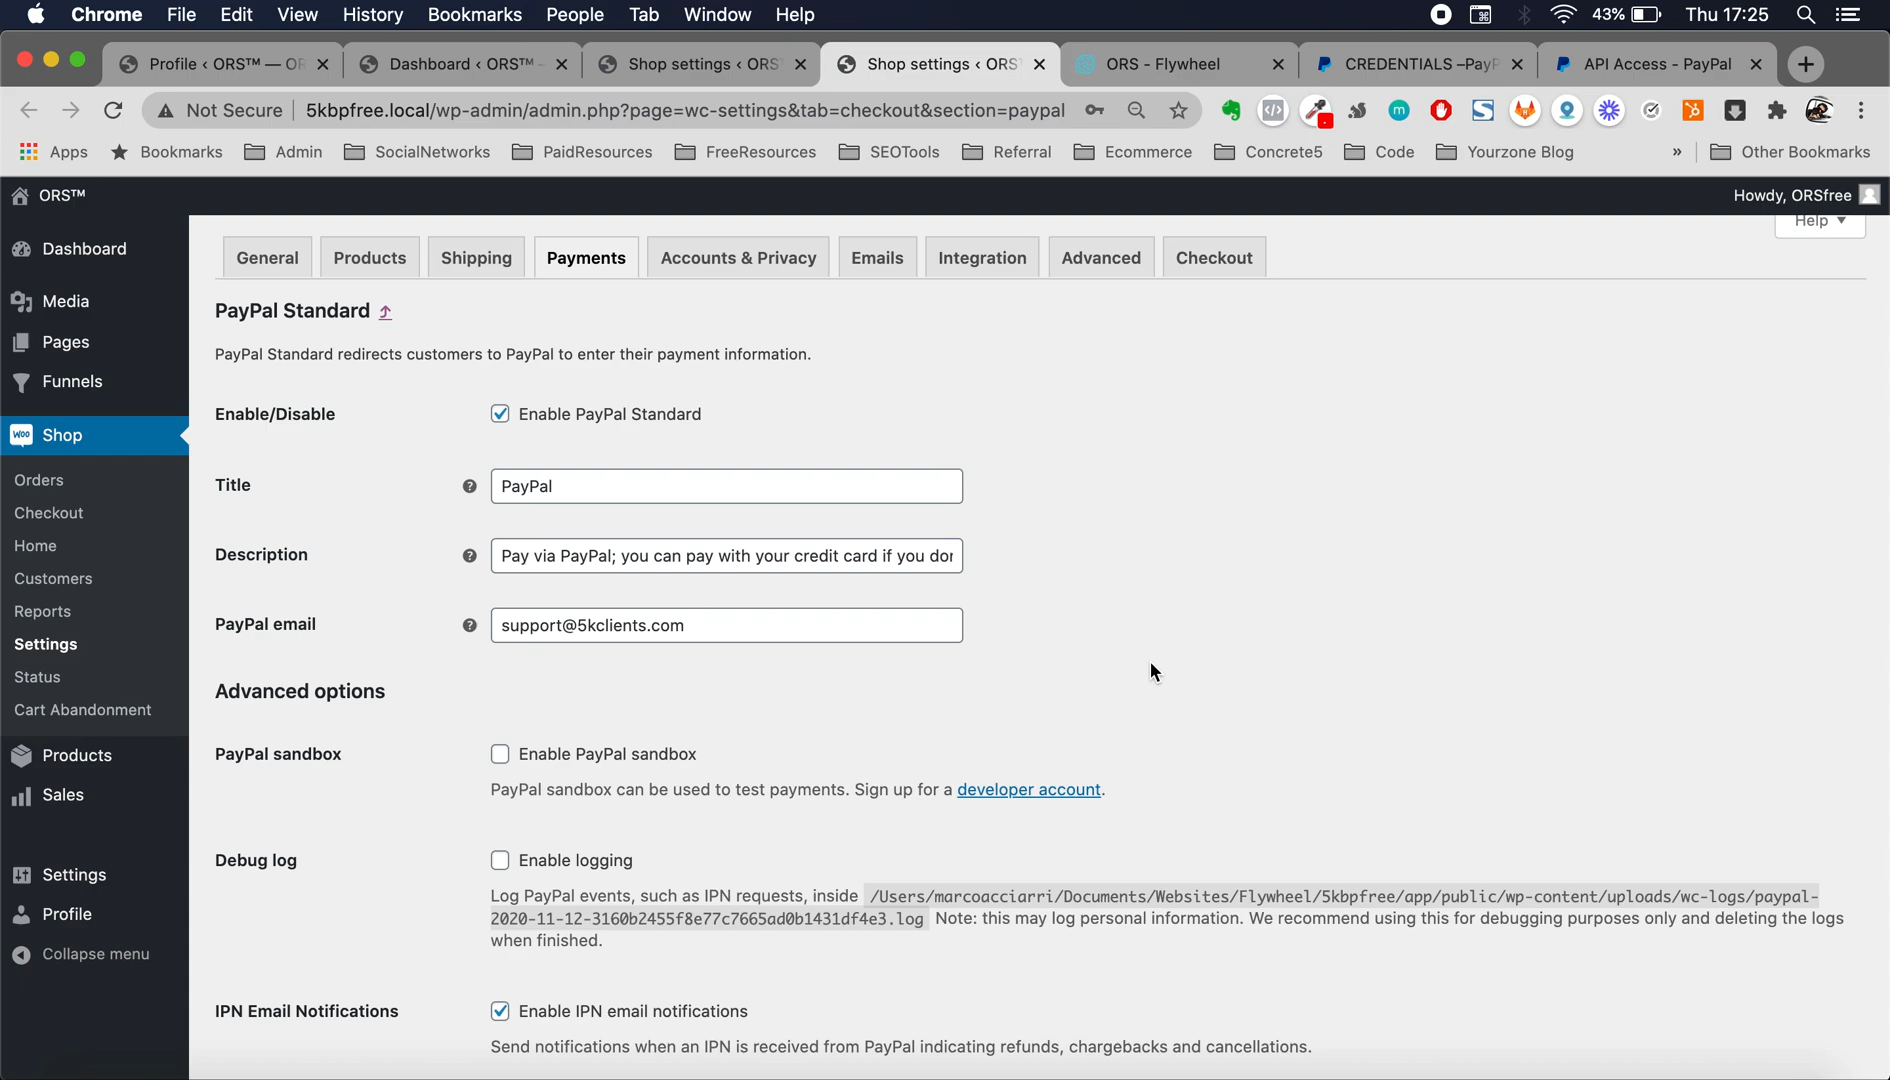 Chrome File Edit View History Bookmarks People Tab Window Help 43% Thu 17:25
Profile ‹ ORS™ — OR Dashboard ‹ ORS™ - Shop settings ‹ ORS Shop settings ‹ ORS ORS - Flywheel CREDENTIALS –PayP API Access - PayPal
Not Secure 5kbpfree.local/wp-admin/admin.php?page=wc-settings&tab=checkout&section=paypal
Apps Bookmarks Admin SocialNetworks PaidResources FreeResources SEOTools Referral Ecommerce Concrete5 Code Yourzone Blog » Other Bookmarks
ORS™ Howdy, ORSfree
Help
Dashboard
Media
Pages
Funnels
Woo Shop
Orders
Checkout
Home
Customers
Reports
Settings
Status
Cart Abandonment
Products
Sales
Settings
Profile
Collapse menu
General Products Shipping Payments Accounts & Privacy Emails Integration Advanced Checkout
PayPal Standard
PayPal Standard redirects customers to PayPal to enter their payment information.
Enable/Disable Enable PayPal Standard
Title PayPal
Description Pay via PayPal; you can pay with your credit card if you don
PayPal email support@5kclients.com
Advanced options
PayPal sandbox Enable PayPal sandbox
PayPal sandbox can be used to test payments. Sign up for a developer account.
Debug log Enable logging
Log PayPal events, such as IPN requests, inside /Users/marcoacciarri/Documents/Websites/Flywheel/5kbpfree/app/public/wp-content/uploads/wc-logs/paypal-
2020-11-12-3160b2455f8e77c7665ad0b1431df4e3.log Note: this may log personal information. We recommend using this for debugging purposes only and deleting the logs
when finished.
IPN Email Notifications Enable IPN email notifications
Send notifications when an IPN is received from PayPal indicating refunds, chargebacks and cancellations.